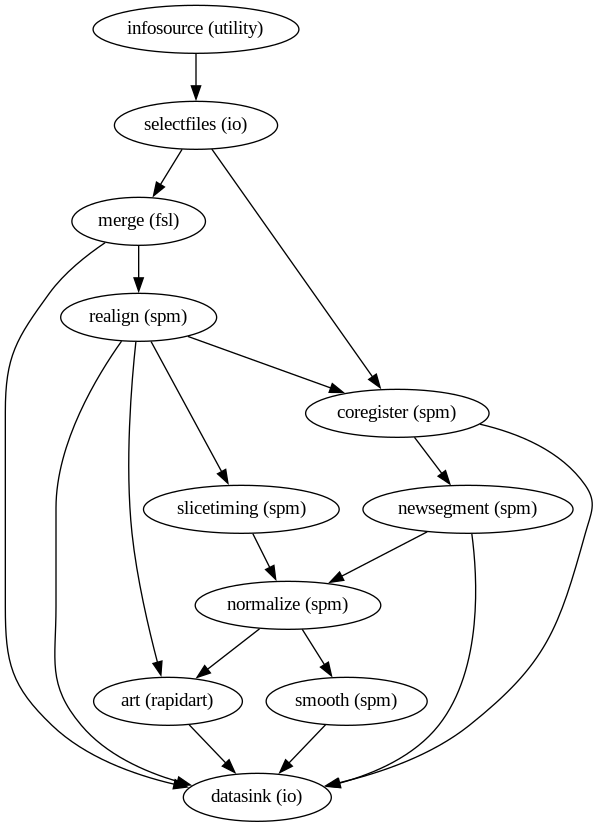 infosource (utility)
selectfiles (io)
merge (fsl)
realign (spm)
coregister (spm)
slicetiming (spm)
newsegment (spm)
normalize (spm)
art (rapidart)
smooth (spm)
datasink (io)